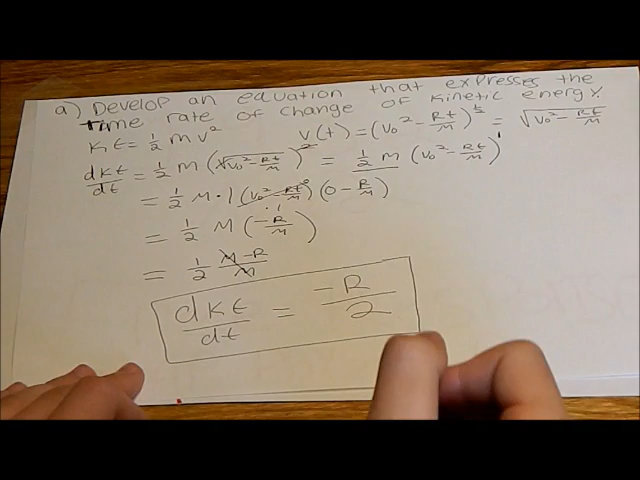 a) Develop an equation that expresses the
time rate of change of kinetic energy.
KE = 1/2 mv² v(t) = (v₀² - Rt/M)^1/2 = √(v₀² - Rt/M)
dKE/dt = 1/2 M (√(v₀² - Rt/M))² = 1/2 M (v₀² - Rt/M)¹
= 1/2 M · 1 (v₀² - Rt/M)⁰ (0 - R/M)
= 1/2 M (-R/M)
= 1/2 M-R/M
dKE/dt = -R/2